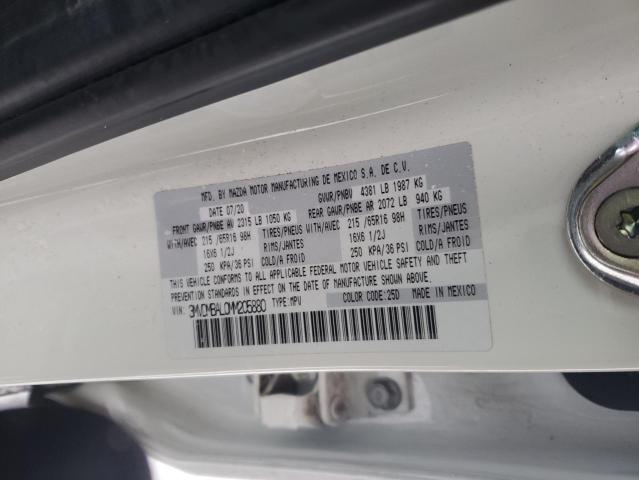 MFD. BY MAZDA MOTOR MANUFACTURING DE MEXICO S.A. DE C.V.
DATE 07/20 GVWR/PNBV 4381 LB 1987 KG
FRONT GAWR/PNBE AV 2315 LB 1050 KG REAR GAWR/PNBE AR 2072 LB 940 KG
WITH/AVEC 215 /65R16 98H TIRES/PNEUS WITH/AVEC 215 /65R16 98H TIRES/PNEUS
16X6 1/2J RIMS/JANTES 16X6 1/2J RIMS/JANTES
250 KPA/36 PSI COLD/A FROID 250 KPA/36 PSI COLD/A FROID
THIS VEHICLE CONFORMS TO ALL APPLICABLE FEDERAL MOTOR VEHICLE SAFETY AND THEFT
PREVENTION STANDARDS IN EFFECT ON THE DATE OF MANUFACTURE SHOWN ABOVE.
VIN: 3MVDMBAL0MM205880 TYPE:MPV COLOR CODE:25D MADE IN MEXICO